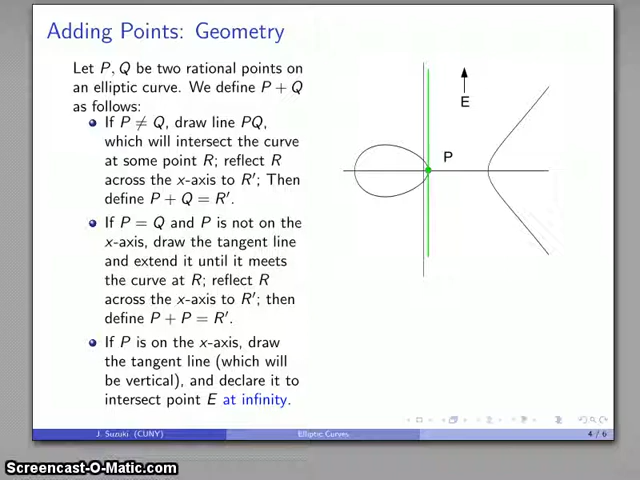 Adding Points: Geometry
Let P, Q be two rational points on
an elliptic curve. We define P + Q
as follows:
If P ≠ Q, draw line PQ,
which will intersect the curve
at some point R; reflect R
across the x-axis to R′; Then
define P + Q = R′.
If P = Q and P is not on the
x-axis, draw the tangent line
and extend it until it meets
the curve at R; reflect R
across the x-axis to R′; then
define P + P = R′.
If P is on the x-axis, draw
the tangent line (which will
be vertical), and declare it to
intersect point E at infinity.
E
P
J. Suzuki (CUNY)
Elliptic Curves
4 / 6
Screencast-O-Matic.com